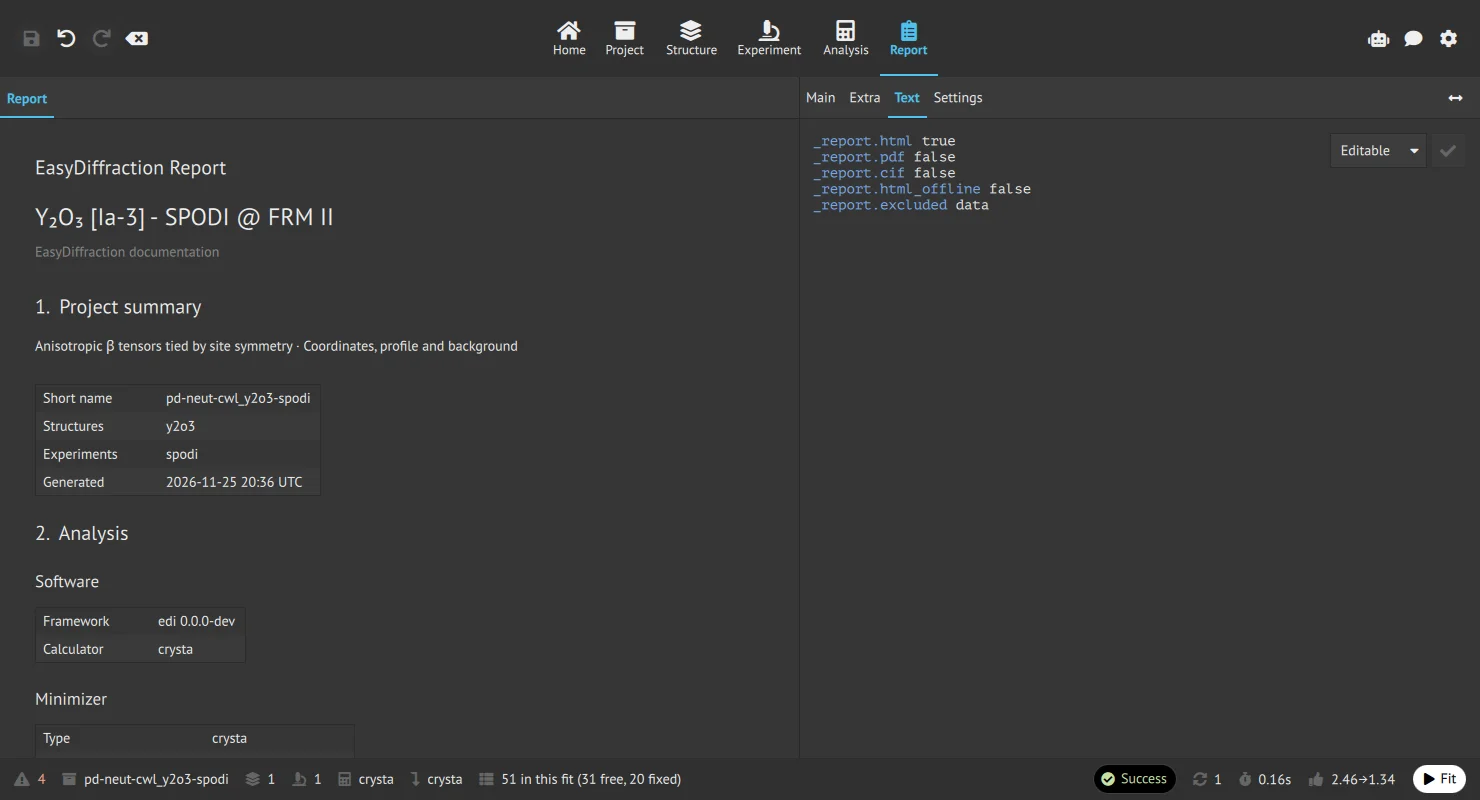 Home
Project
Structure
Experiment
Analysis
Report
Report
Main
Extra
Text
Settings
EasyDiffraction Report
Y₂O₃ [Ia-3] - SPODI @ FRM II
EasyDiffraction documentation
1. Project summary
Anisotropic β tensors tied by site symmetry · Coordinates, profile and background
Short name pd-neut-cwl_y2o3-spodi
Structures y2o3
Experiments spodi
Generated 2026-11-25 20:36 UTC
2. Analysis
Software
Framework edi 0.0.0-dev
Calculator crysta
Minimizer
Type crysta
_report.html true
_report.pdf false
_report.cif false
_report.html_offline false
_report.excluded data
Editable
4 pd-neut-cwl_y2o3-spodi 1 1 crysta crysta 51 in this fit (31 free, 20 fixed)
Success 1 0.16s 2.46→1.34 Fit